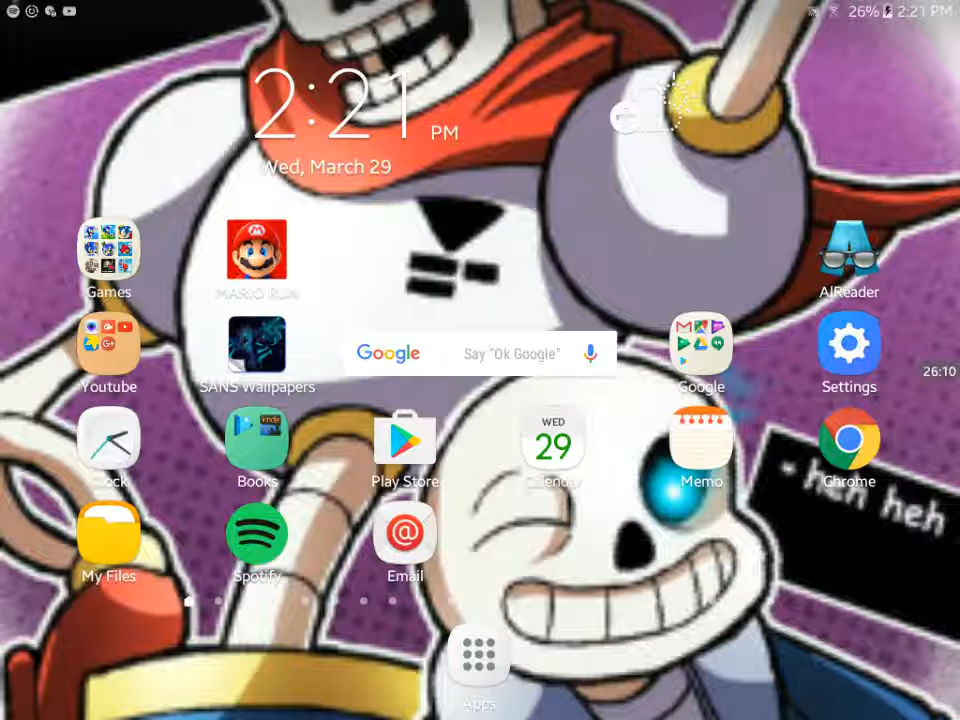 26% 2:21 PM
2:21 PM
Wed, March 29
Games
MARIO RUN
AlReader
Youtube
SANS Wallpapers
Google Say "Ok Google"
Google
Settings
26:10
Clock
Books
kindle
Play Store
WED
29
Calendar
Memo
Chrome
- heh heh
My Files
Spotify
Email
Apps